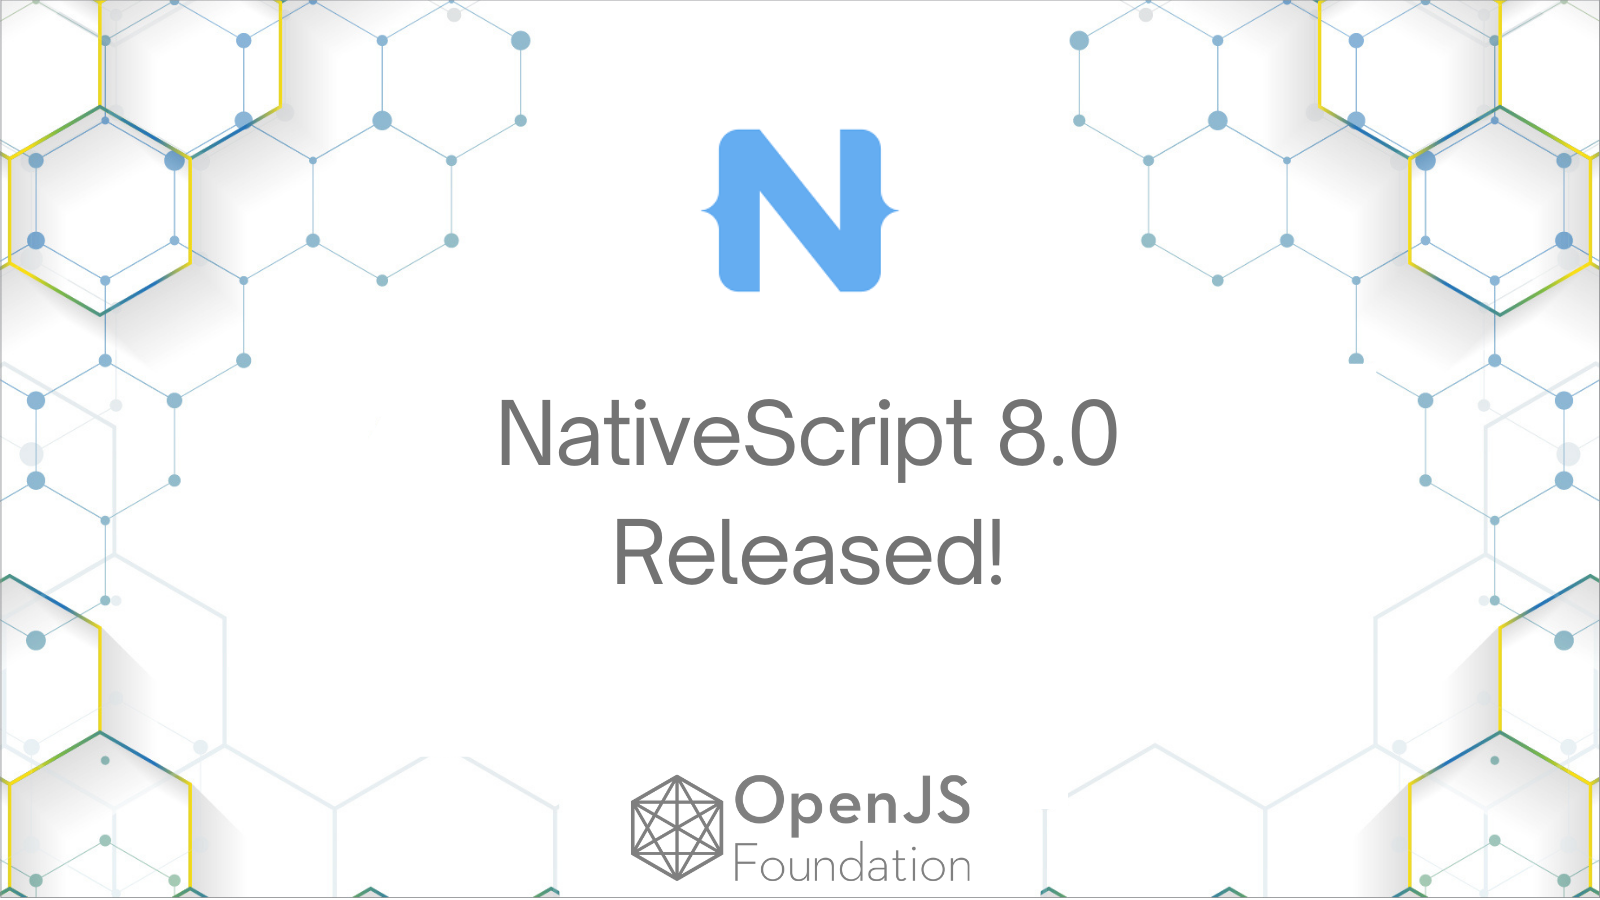 NativeScript 8.0
Released!
OpenJS
Foundation